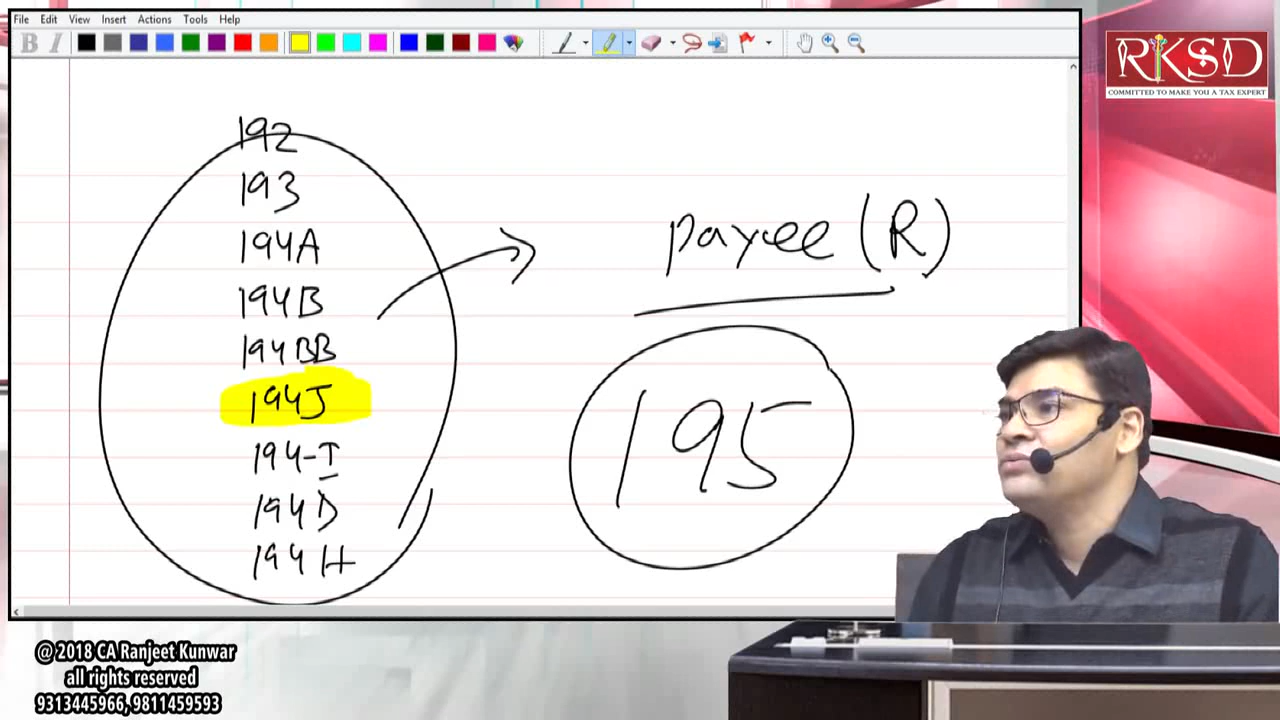 File Edit View Insert Actions Tools Help
B I
RKSD
COMMITTED TO MAKE YOU A TAX EXPERT
192
193
194A
194B
194BB
194J
194-I
194D
194H
payee (R)
195
@ 2018 CA Ranjeet Kunwar
all rights reserved
9313445966, 9811459593